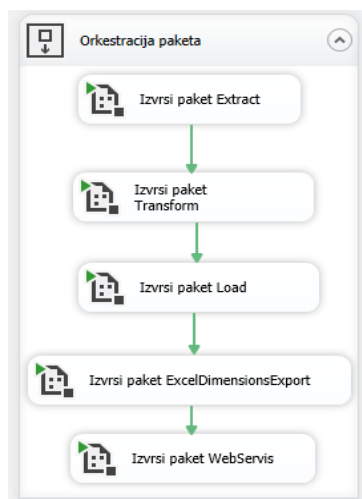 Orkestracija paketa
Izvrsi paket Extract
Izvrsi paket
Transform
Izvrsi paket Load
Izvrsi paket ExcelDimensionsExport
Izvrsi paket WebServis